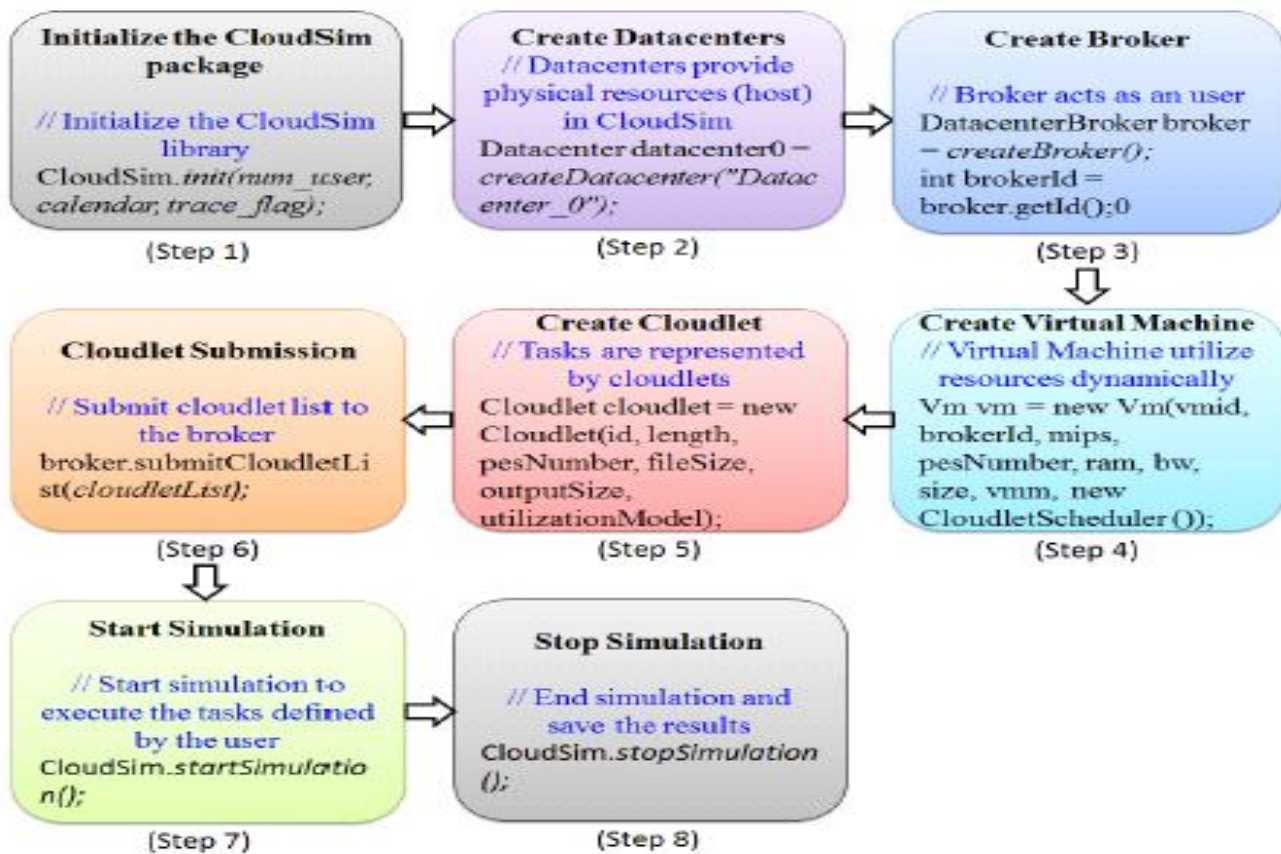 Initialize the CloudSim
package
// Initialize the CloudSim
library
CloudSim.init(num_user,
calendar, trace_flag);
(Step 1)
Create Datacenters
// Datacenters provide
physical resources (host)
in CloudSim
Datacenter datacenter0 =
createDatacenter("Datac
enter_0");
(Step 2)
Create Broker
// Broker acts as an user
DatacenterBroker broker
= createBroker();
int brokerId =
broker.getId();0
(Step 3)
Create Virtual Machine
// Virtual Machine utilize
resources dynamically
Vm vm = new Vm(vmid,
brokerId, mips,
pesNumber, ram, bw,
size, vmm, new
CloudletScheduler ());
(Step 4)
Create Cloudlet
// Tasks are represented
by cloudlets
Cloudlet cloudlet = new
Cloudlet(id, length,
pesNumber, fileSize,
outputSize,
utilizationModel);
(Step 5)
Cloudlet Submission
// Submit cloudlet list to
the broker
broker.submitCloudletLi
st(cloudletList);
(Step 6)
Start Simulation
// Start simulation to
execute the tasks defined
by the user
CloudSim.startSimulatio
n();
(Step 7)
Stop Simulation
// End simulation and
save the results
CloudSim.stopSimulation
();
(Step 8)